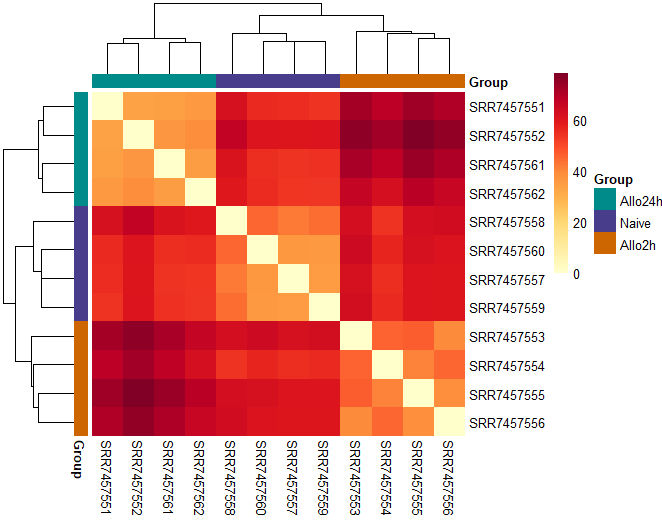 Group
SRR7457551
SRR7457552
SRR7457561
SRR7457562
SRR7457558
SRR7457560
SRR7457557
SRR7457559
SRR7457553
SRR7457554
SRR7457555
SRR7457556
60
40
20
0
Group
Allo24h
Naive
Allo2h
Group
SRR7457551
SRR7457552
SRR7457561
SRR7457562
SRR7457558
SRR7457560
SRR7457557
SRR7457559
SRR7457553
SRR7457554
SRR7457555
SRR7457556